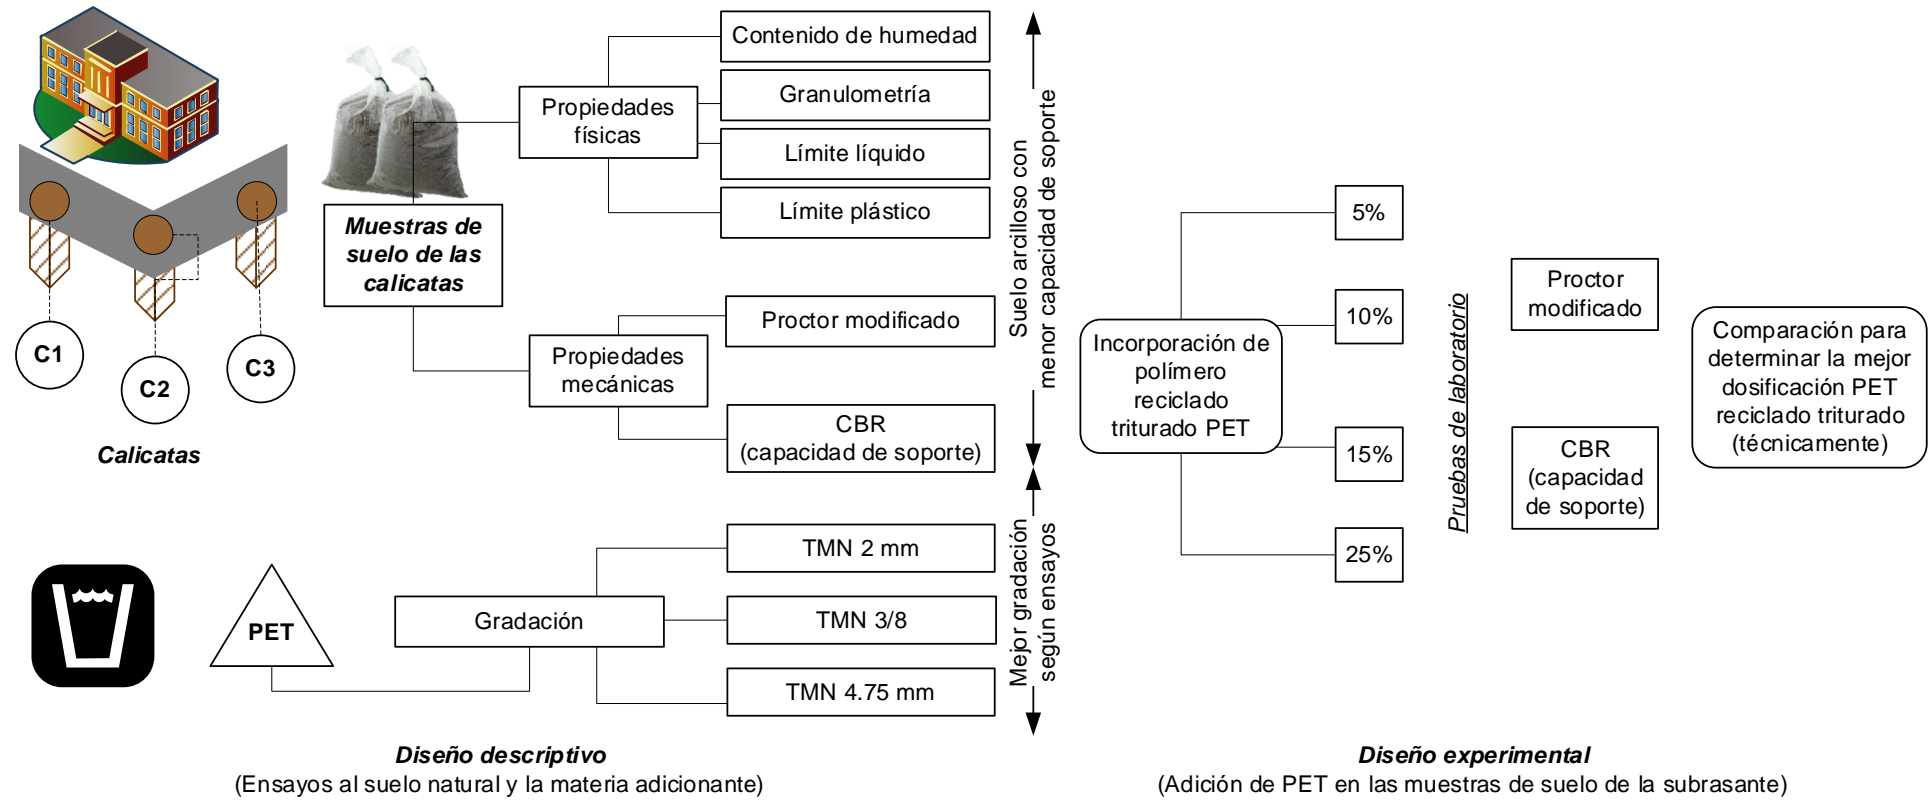 C1
C2
C3
Calicatas
Muestras de
suelo de las
calicatas
Propiedades
físicas
Contenido de humedad
Granulometría
Límite líquido
Límite plástico
Propiedades
mecánicas
Proctor modificado
CBR
(capacidad de soporte)
Suelo arcilloso con
menor capacidad de soporte
PET
Gradación
TMN 2 mm
TMN 3/8
TMN 4.75 mm
Mejor gradación
según ensayos
Diseño descriptivo
(Ensayos al suelo natural y la materia adicionante)
Incorporación de
polímero
reciclado
triturado PET
5%
10%
15%
25%
Pruebas de laboratorio
Proctor
modificado
CBR
(capacidad
de soporte)
Comparación para
determinar la mejor
dosificación PET
reciclado triturado
(técnicamente)
Diseño experimental
(Adición de PET en las muestras de suelo de la subrasante)